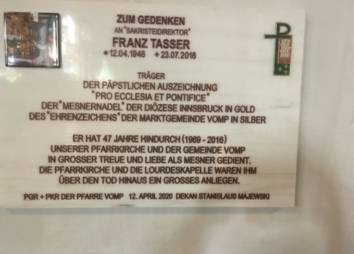 ZUM GEDENKEN
AN "SAKRISTEIDIREKTOR"
FRANZ TASSER
*12.04.1948 +23.07.2018
TRÄGER
DER PÄPSTLICHEN AUSZEICHNUNG
"PRO ECCLESIA ET PONTIFICE"
DER "MESNERNADEL" DER DIÖZESE INNSBRUCK IN GOLD
DES "EHRENZEICHENS" DER MARKTGEMEINDE VOMP IN SILBER
ER HAT 47 JAHRE HINDURCH (1969 - 2016)
UNSERER PFARRKIRCHE UND DER GEMEINDE VOMP
IN GROSSER TREUE UND LIEBE ALS MESNER GEDIENT.
DIE PFARRKIRCHE UND DIE LOURDESKAPELLE WAREN IHM
ÜBER DEN TOD HINAUS EIN GROSSES ANLIEGEN.
PGR + PKR DER PFARRE VOMP 12. APRIL 2020 DEKAN STANISLAUS MAJEWSKI